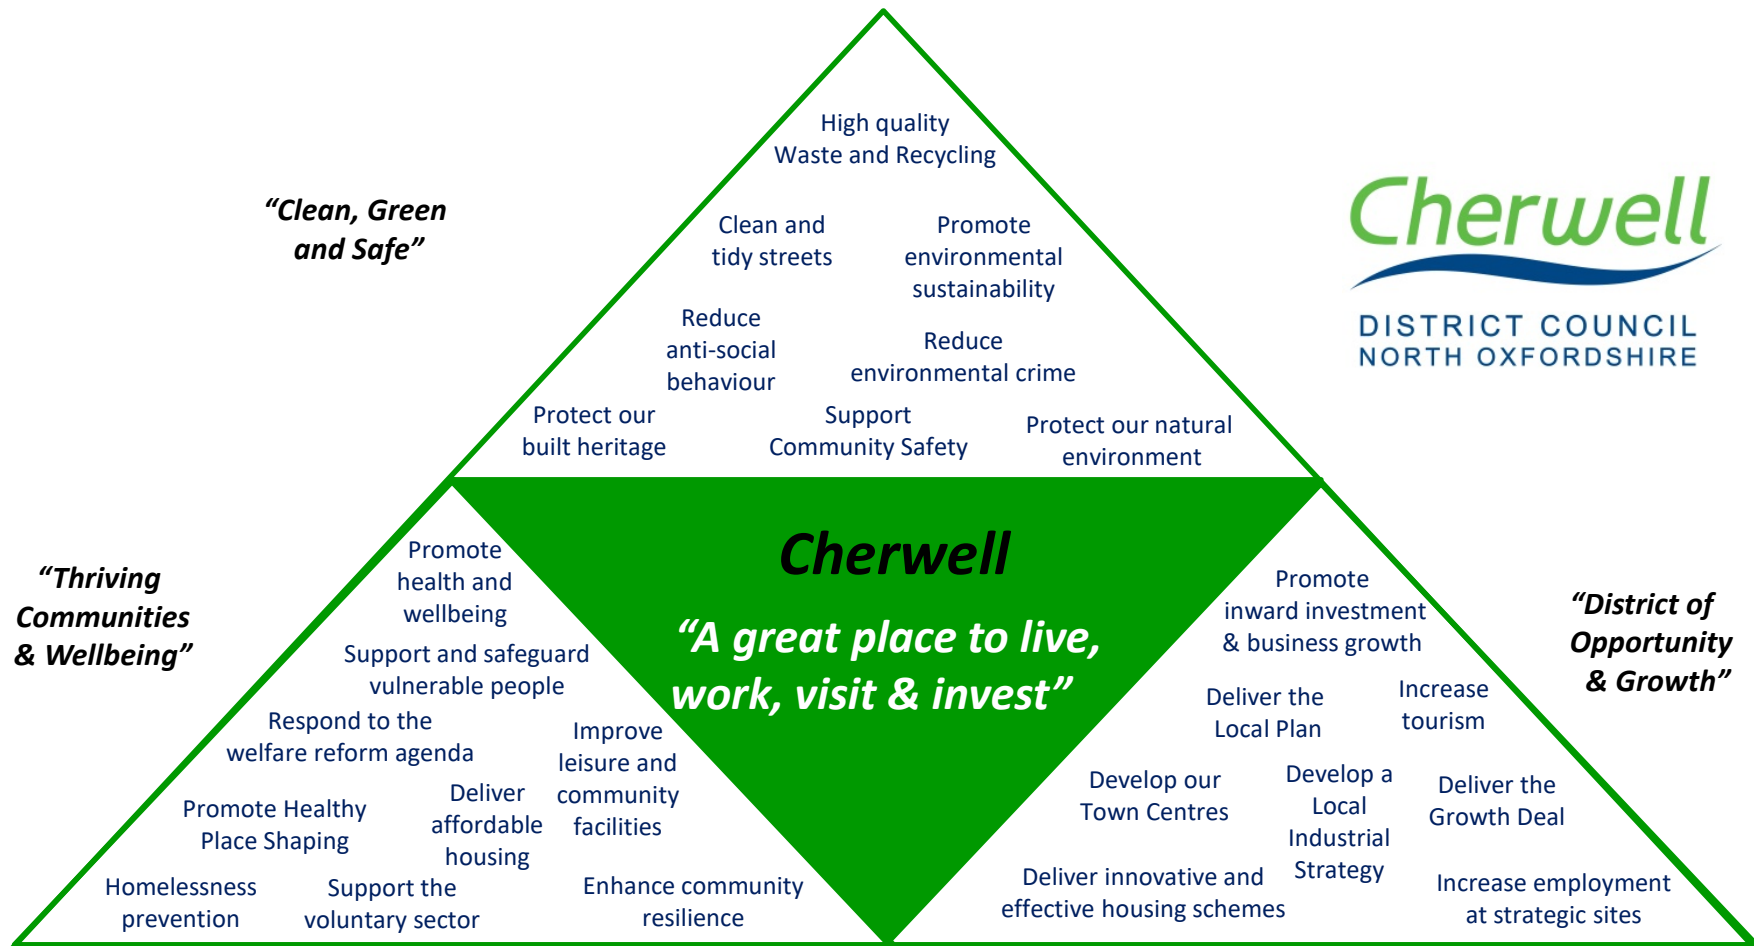 High quality
Waste and Recycling
“Clean, Green
and Safe”
Clean and
tidy streets
Promote
environmental
sustainability
Reduce
anti-social
behaviour
Reduce
environmental crime
Protect our
built heritage
Support
Community Safety
Protect our natural
environment
Cherwell
DISTRICT COUNCIL
NORTH OXFORDSHIRE
“Thriving
Communities
& Wellbeing”
Promote
health and
wellbeing
Support and safeguard
vulnerable people
Respond to the
welfare reform agenda
Improve
leisure and
community
facilities
Promote Healthy
Place Shaping
Deliver
affordable
housing
Homelessness
prevention
Support the
voluntary sector
Enhance community
resilience
Cherwell
“A great place to live,
work, visit & invest”
Promote
inward investment
& business growth
“District of
Opportunity
& Growth”
Deliver the
Local Plan
Increase
tourism
Develop our
Town Centres
Develop a
Local
Industrial
Strategy
Deliver the
Growth Deal
Deliver innovative and
effective housing schemes
Increase employment
at strategic sites